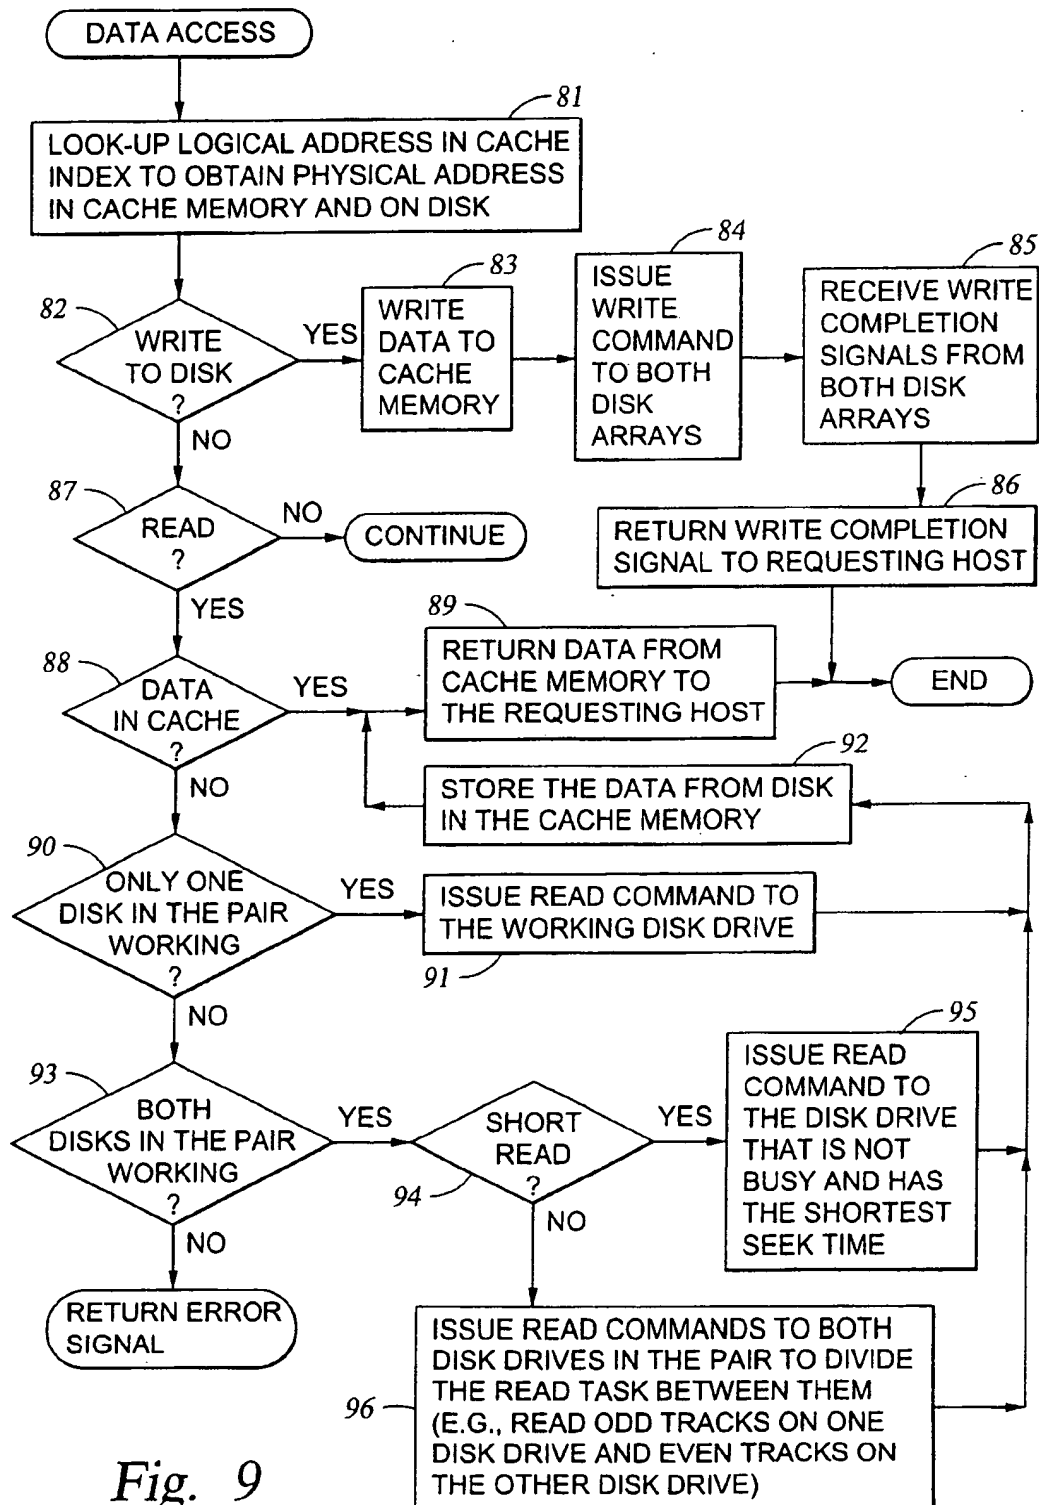 DATA ACCESS
81
LOOK-UP LOGICAL ADDRESS IN CACHE
INDEX TO OBTAIN PHYSICAL ADDRESS
IN CACHE MEMORY AND ON DISK
82
WRITE
TO DISK
?
YES
NO
83
WRITE
DATA TO
CACHE
MEMORY
84
ISSUE
WRITE
COMMAND
TO BOTH
DISK
ARRAYS
85
RECEIVE WRITE
COMPLETION
SIGNALS FROM
BOTH DISK
ARRAYS
86
RETURN WRITE COMPLETION
SIGNAL TO REQUESTING HOST
87
READ
?
NO
CONTINUE
YES
88
DATA
IN CACHE
?
YES
NO
89
RETURN DATA FROM
CACHE MEMORY TO
THE REQUESTING HOST
END
92
STORE THE DATA FROM DISK
IN THE CACHE MEMORY
90
ONLY ONE
DISK IN THE PAIR
WORKING
?
YES
NO
ISSUE READ COMMAND TO
THE WORKING DISK DRIVE
91
93
BOTH
DISKS IN THE PAIR
WORKING
?
YES
NO
RETURN ERROR
SIGNAL
SHORT
READ
?
94
YES
NO
95
ISSUE READ
COMMAND TO
THE DISK DRIVE
THAT IS NOT
BUSY AND HAS
THE SHORTEST
SEEK TIME
96
ISSUE READ COMMANDS TO BOTH
DISK DRIVES IN THE PAIR TO DIVIDE
THE READ TASK BETWEEN THEM
(E.G., READ ODD TRACKS ON ONE
DISK DRIVE AND EVEN TRACKS ON
THE OTHER DISK DRIVE)
Fig. 9